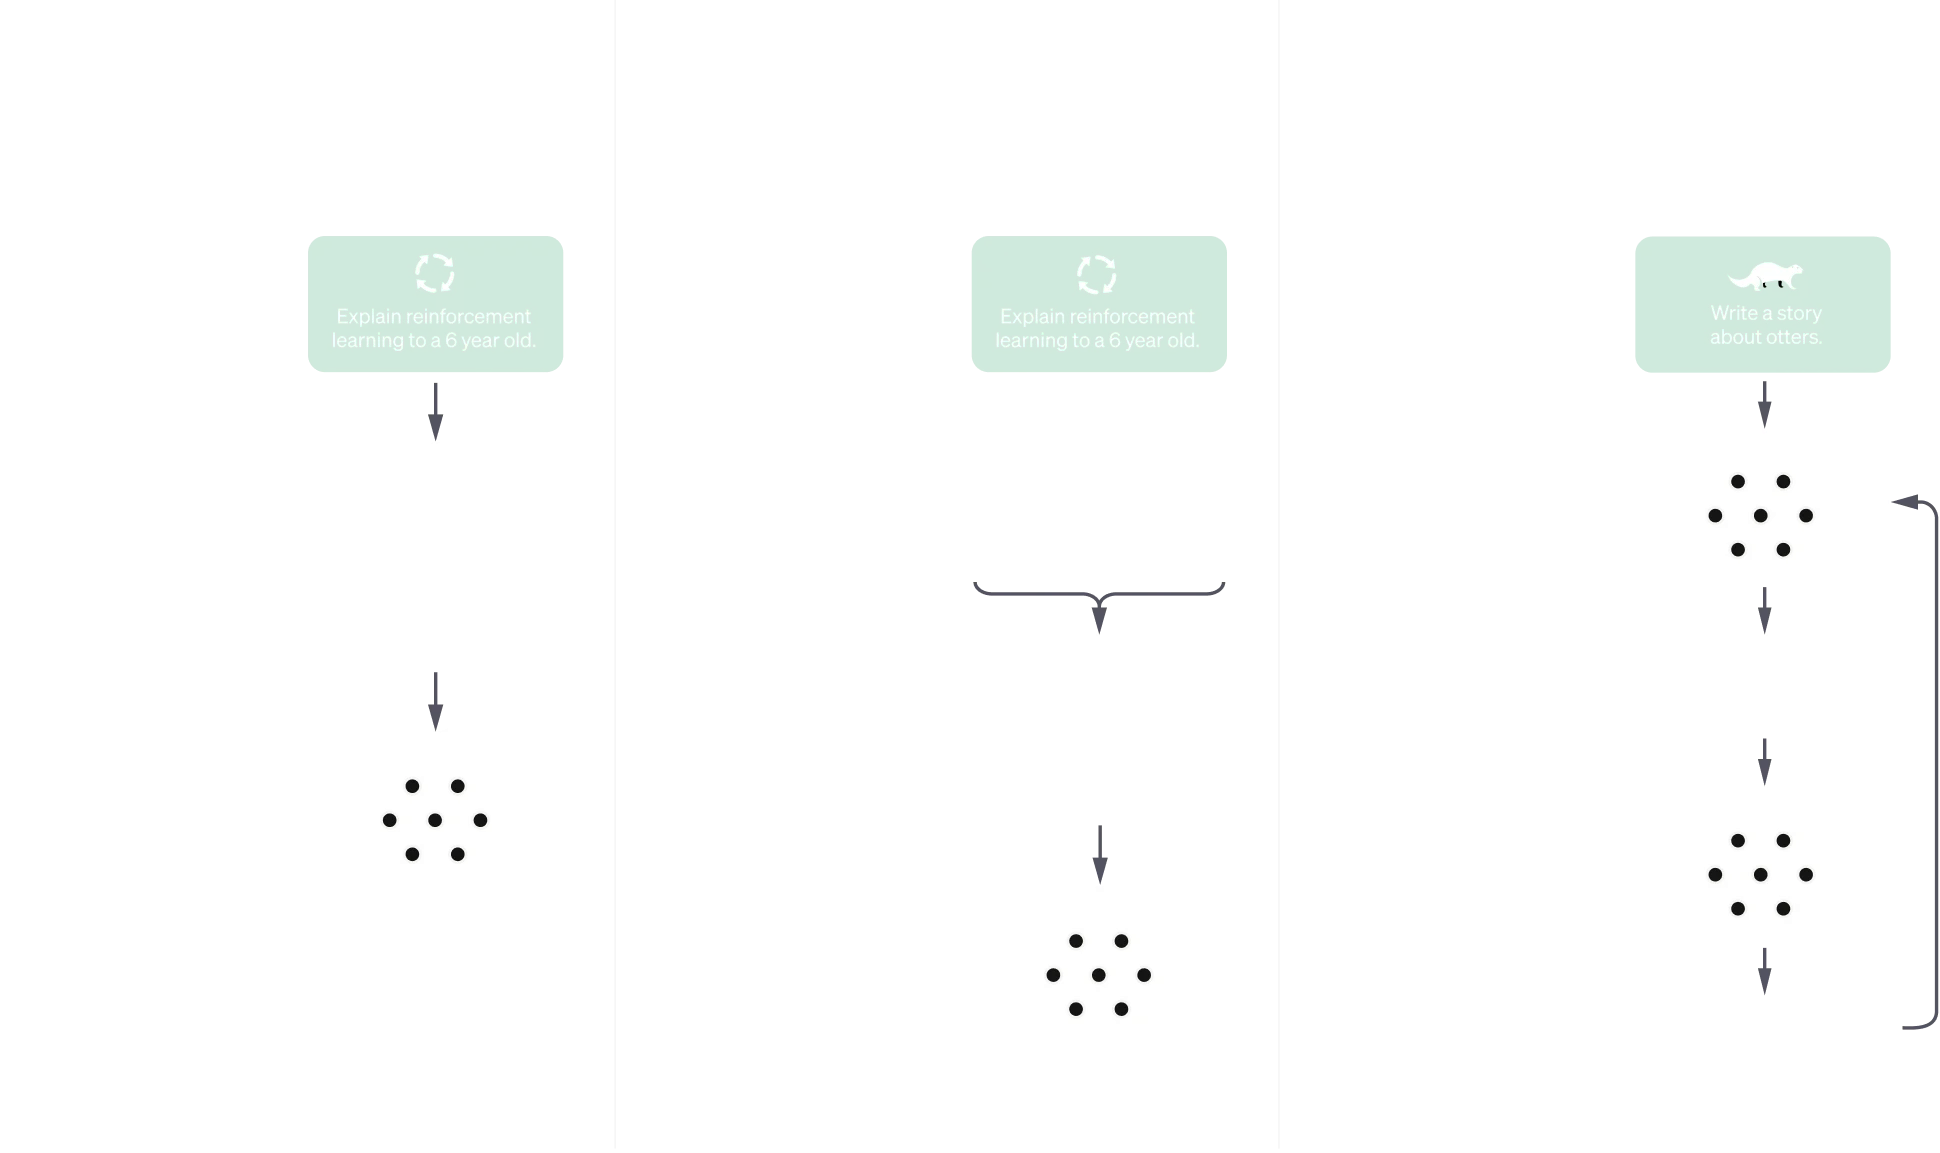 Explain reinforcement
learning to a 6 year old.
Explain reinforcement
learning to a 6 year old.
Write a story
about otters.